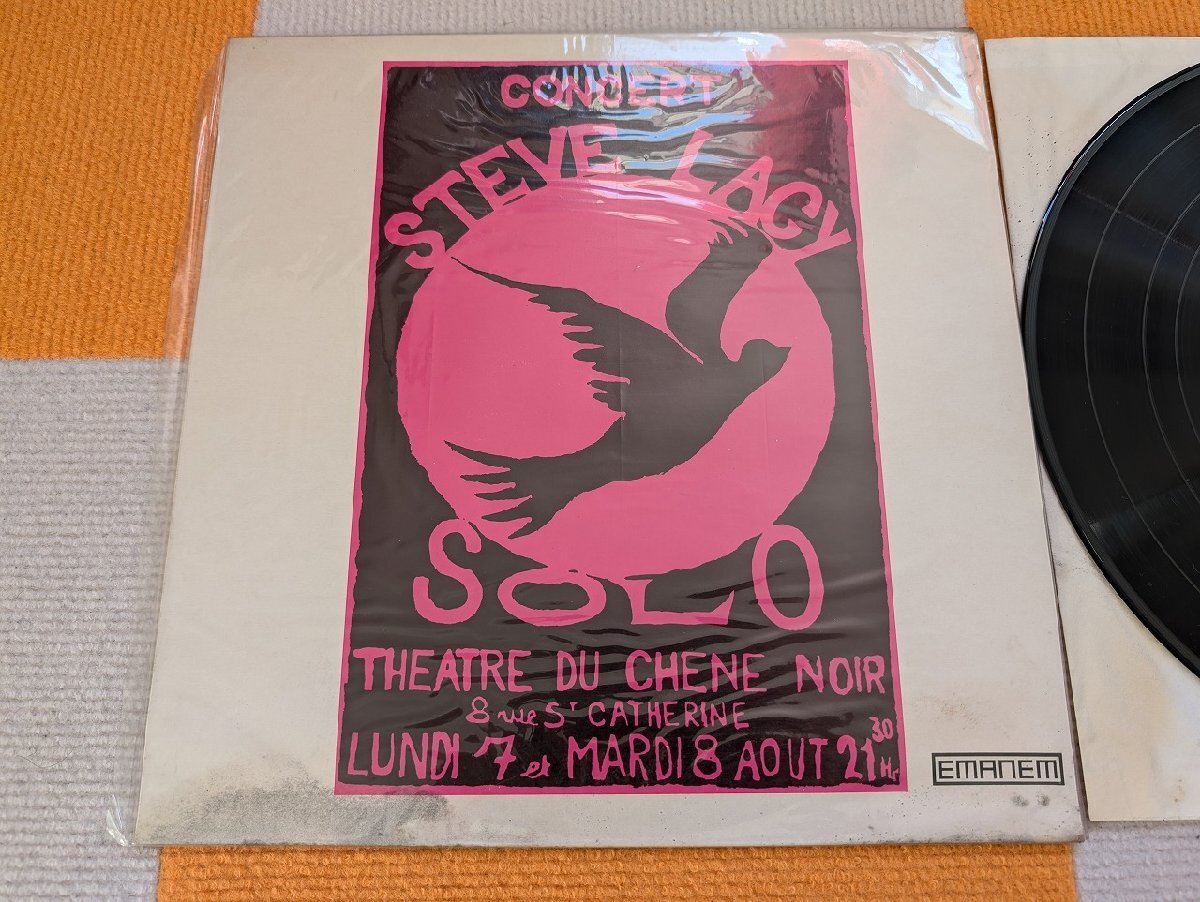 CONCERT
STEVE LACY
SOLO
THEATRE DU CHENE NOIR
8 rue St CATHERINE
LUNDI 7 et MARDI 8 AOUT 21 30 Hr
EMANEM